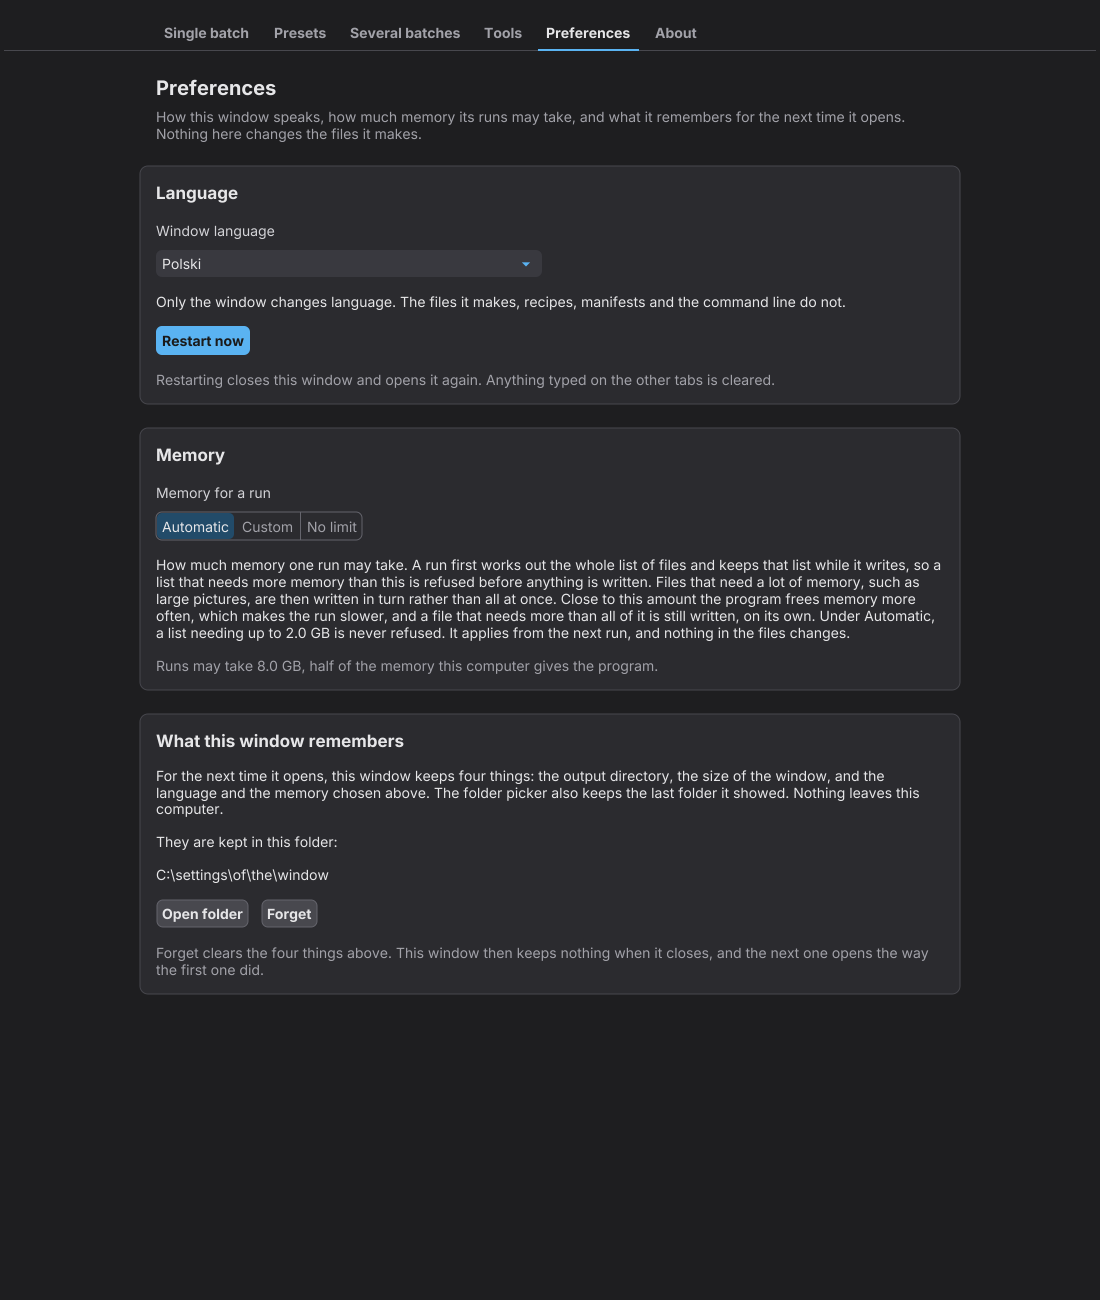 Single batch
Presets
Several batches
Tools
Preferences
About
Preferences
How this window speaks, how much memory its runs may take, and what it remembers for the next time it opens.
Nothing here changes the files it makes.
Language
Window language
Polski
Only the window changes language. The files it makes, recipes, manifests and the command line do not.
Restart now
Restarting closes this window and opens it again. Anything typed on the other tabs is cleared.
Memory
Memory for a run
Automatic
Custom
No limit
How much memory one run may take. A run first works out the whole list of files and keeps that list while it writes, so a
list that needs more memory than this is refused before anything is written. Files that need a lot of memory, such as
large pictures, are then written in turn rather than all at once. Close to this amount the program frees memory more
often, which makes the run slower, and a file that needs more than all of it is still written, on its own. Under Automatic,
a list needing up to 2.0 GB is never refused. It applies from the next run, and nothing in the files changes.
Runs may take 8.0 GB, half of the memory this computer gives the program.
What this window remembers
For the next time it opens, this window keeps four things: the output directory, the size of the window, and the
language and the memory chosen above. The folder picker also keeps the last folder it showed. Nothing leaves this
computer.
They are kept in this folder:
C:\settings\of\the\window
Open folder
Forget
Forget clears the four things above. This window then keeps nothing when it closes, and the next one opens the way
the first one did.